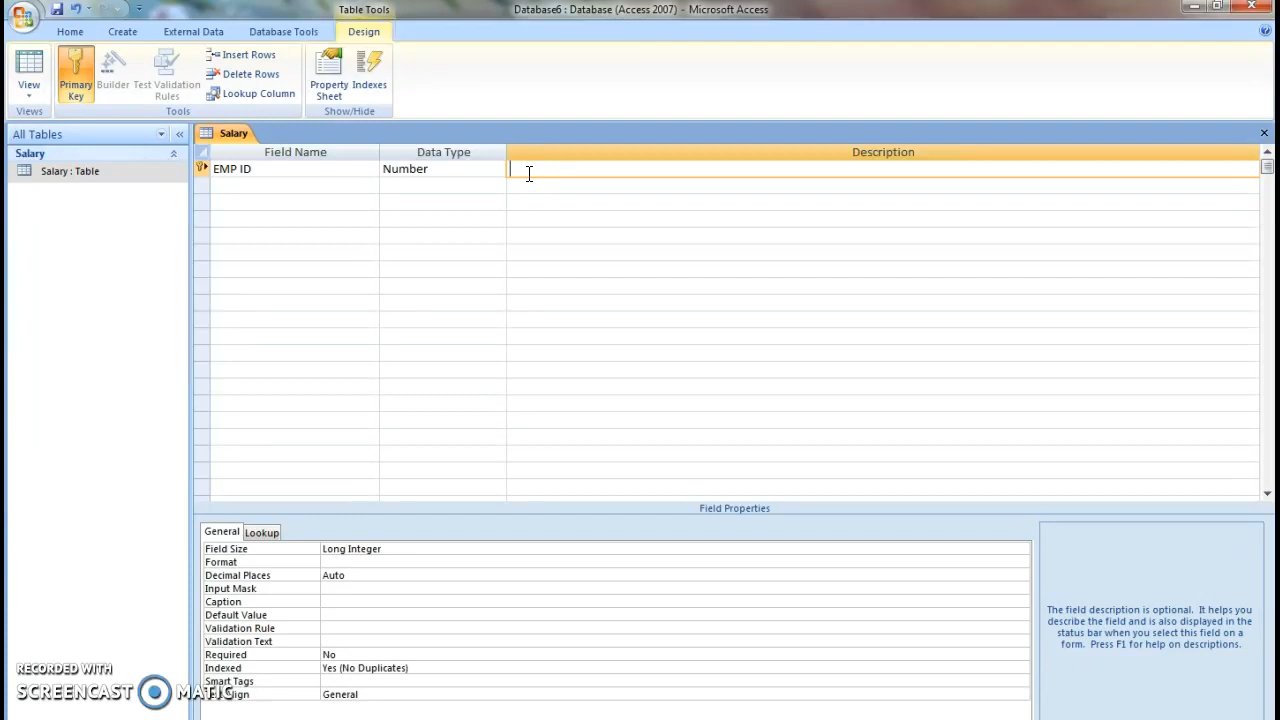 Table Tools
Database6 : Database (Access 2007) - Microsoft Access
Home
Create
External Data
Database Tools
Design
View
Primary Key
Builder
Test Validation Rules
Insert Rows
Delete Rows
Lookup Column
Property Sheet
Indexes
Views
Tools
Show/Hide
All Tables
«
Salary
Salary : Table
Salary
Field Name
Data Type
Description
EMP ID
Number
Field Properties
General
Lookup
Field Size
Long Integer
Format
Decimal Places
Auto
Input Mask
Caption
Default Value
Validation Rule
Validation Text
Required
No
Indexed
Yes (No Duplicates)
Smart Tags
General
The field description is optional. It helps you
describe the field and is also displayed in the
status bar when you select this field on a
form. Press F1 for help on descriptions.
RECORDED WITH
SCREENCAST MATIC